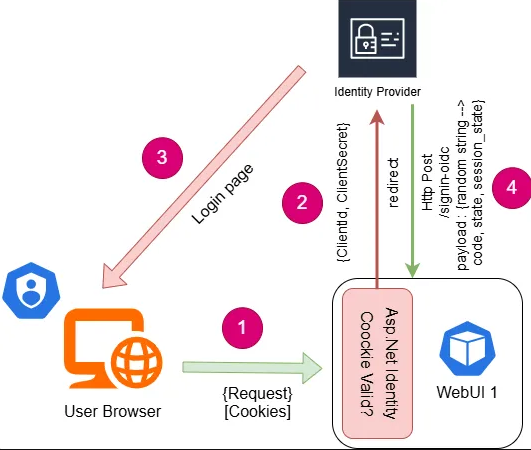 Identity Provider
3
Login page
2
{ClientId, ClientSecret}
redirect
Http Post
/signin-oidc
payload : {random string -->
code, state, session_state}
4
1
User Browser
{Request}
[Cookies]
Asp.Net Identity
Coockie Valid?
WebUI 1